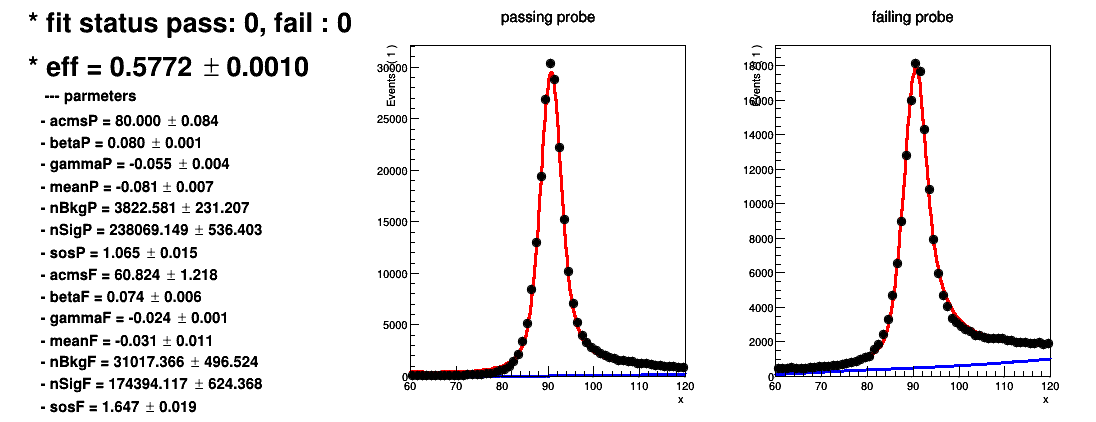 * fit status pass: 0, fail : 0
* eff = 0.5772 ± 0.0010
--- parmeters
- acmsP = 80.000 ± 0.084
- betaP = 0.080 ± 0.001
- gammaP = -0.055 ± 0.004
- meanP = -0.081 ± 0.007
- nBkgP = 3822.581 ± 231.207
- nSigP = 238069.149 ± 536.403
- sosP = 1.065 ± 0.015
- acmsF = 60.824 ± 1.218
- betaF = 0.074 ± 0.006
- gammaF = -0.024 ± 0.001
- meanF = -0.031 ± 0.011
- nBkgF = 31017.366 ± 496.524
- nSigF = 174394.117 ± 624.368
- sosF = 1.647 ± 0.019
passing probe
30000
25000
20000
15000
10000
5000
0
60 70 80 90 100 110 120
x
failing probe
18000
16000
14000
12000
10000
8000
6000
4000
2000
0
60 70 80 90 100 110 120
x